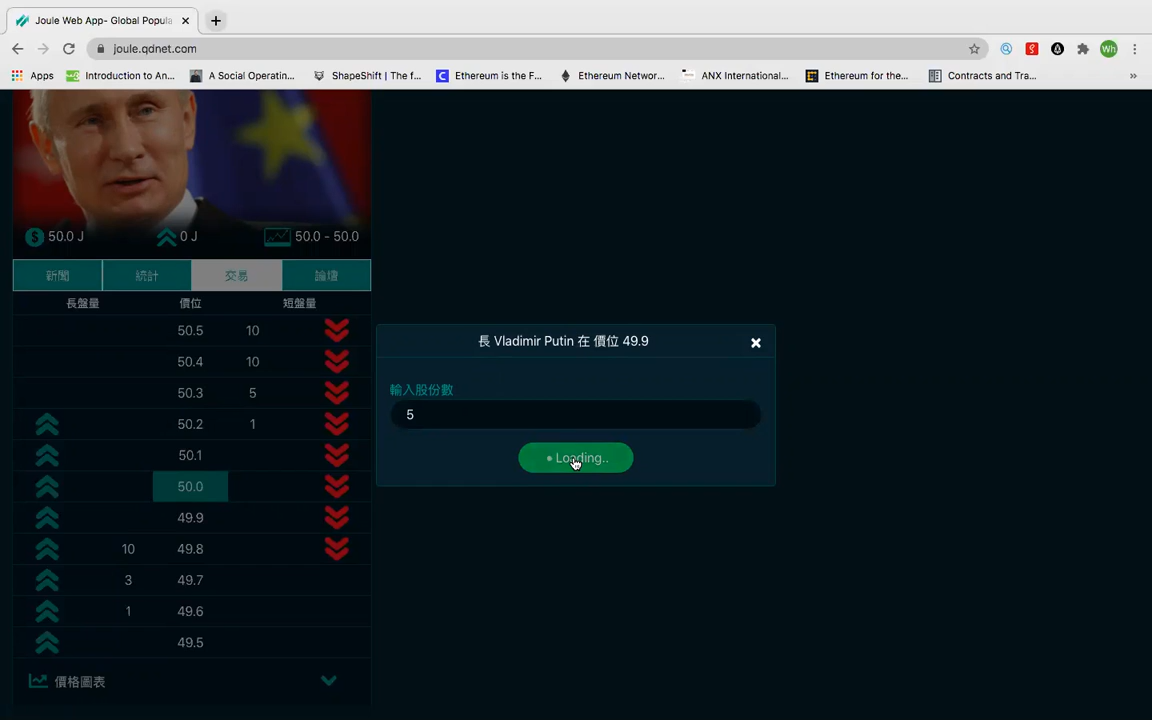 Joule Web App- Global Popula
joule.qdnet.com
Wh
Apps
Introduction to An...
A Social Operatin...
ShapeShift | The f...
Ethereum is the F...
Ethereum Networ...
ANX International...
Ethereum for the...
Contracts and Tra...
»
$ 50.0 J
0 J
50.0 - 50.0
新聞 統計 交易 論壇
長盤量 價位 短盤量
50.5 10
50.4 10
50.3 5
50.2 1
50.1
50.0
49.9
10 49.8
3 49.7
1 49.6
49.5
價格圖表
長 Vladimir Putin 在 價位 49.9
輸入股份數
5
Loading..